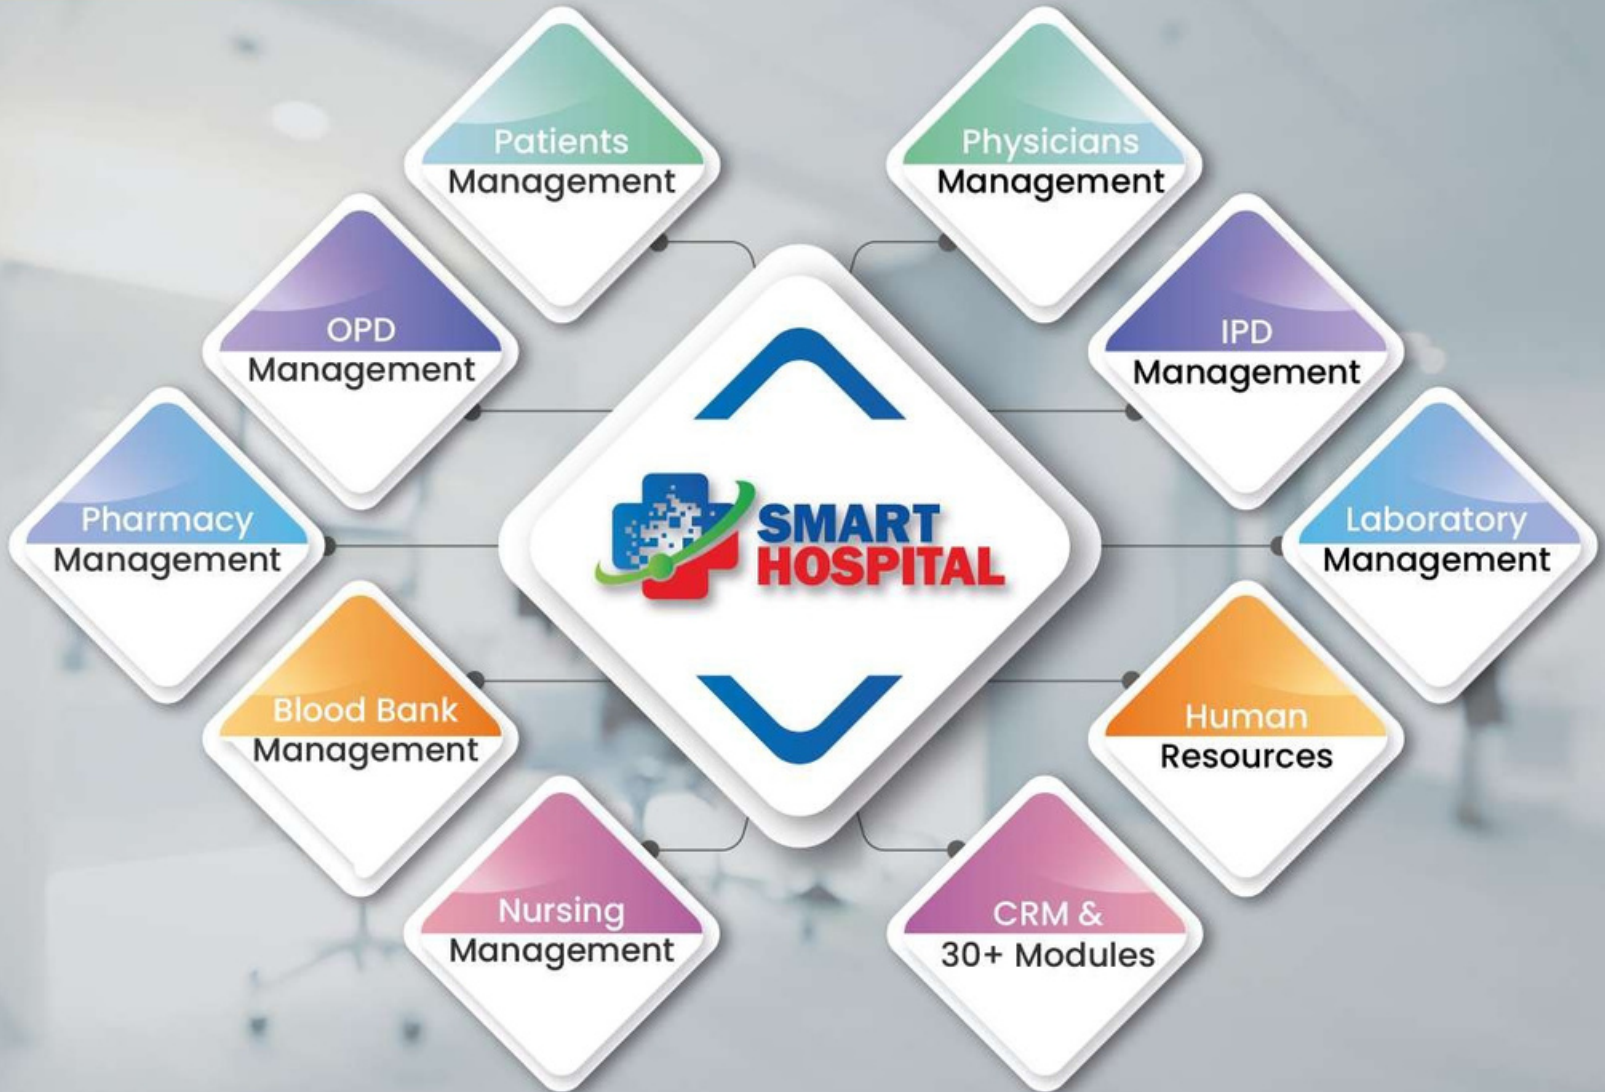 Patients
Management
Physicians
Management
OPD
Management
IPD
Management
Pharmacy
Management
SMART
HOSPITAL
Laboratory
Management
Blood Bank
Management
Human
Resources
Nursing
Management
CRM &
30+ Modules